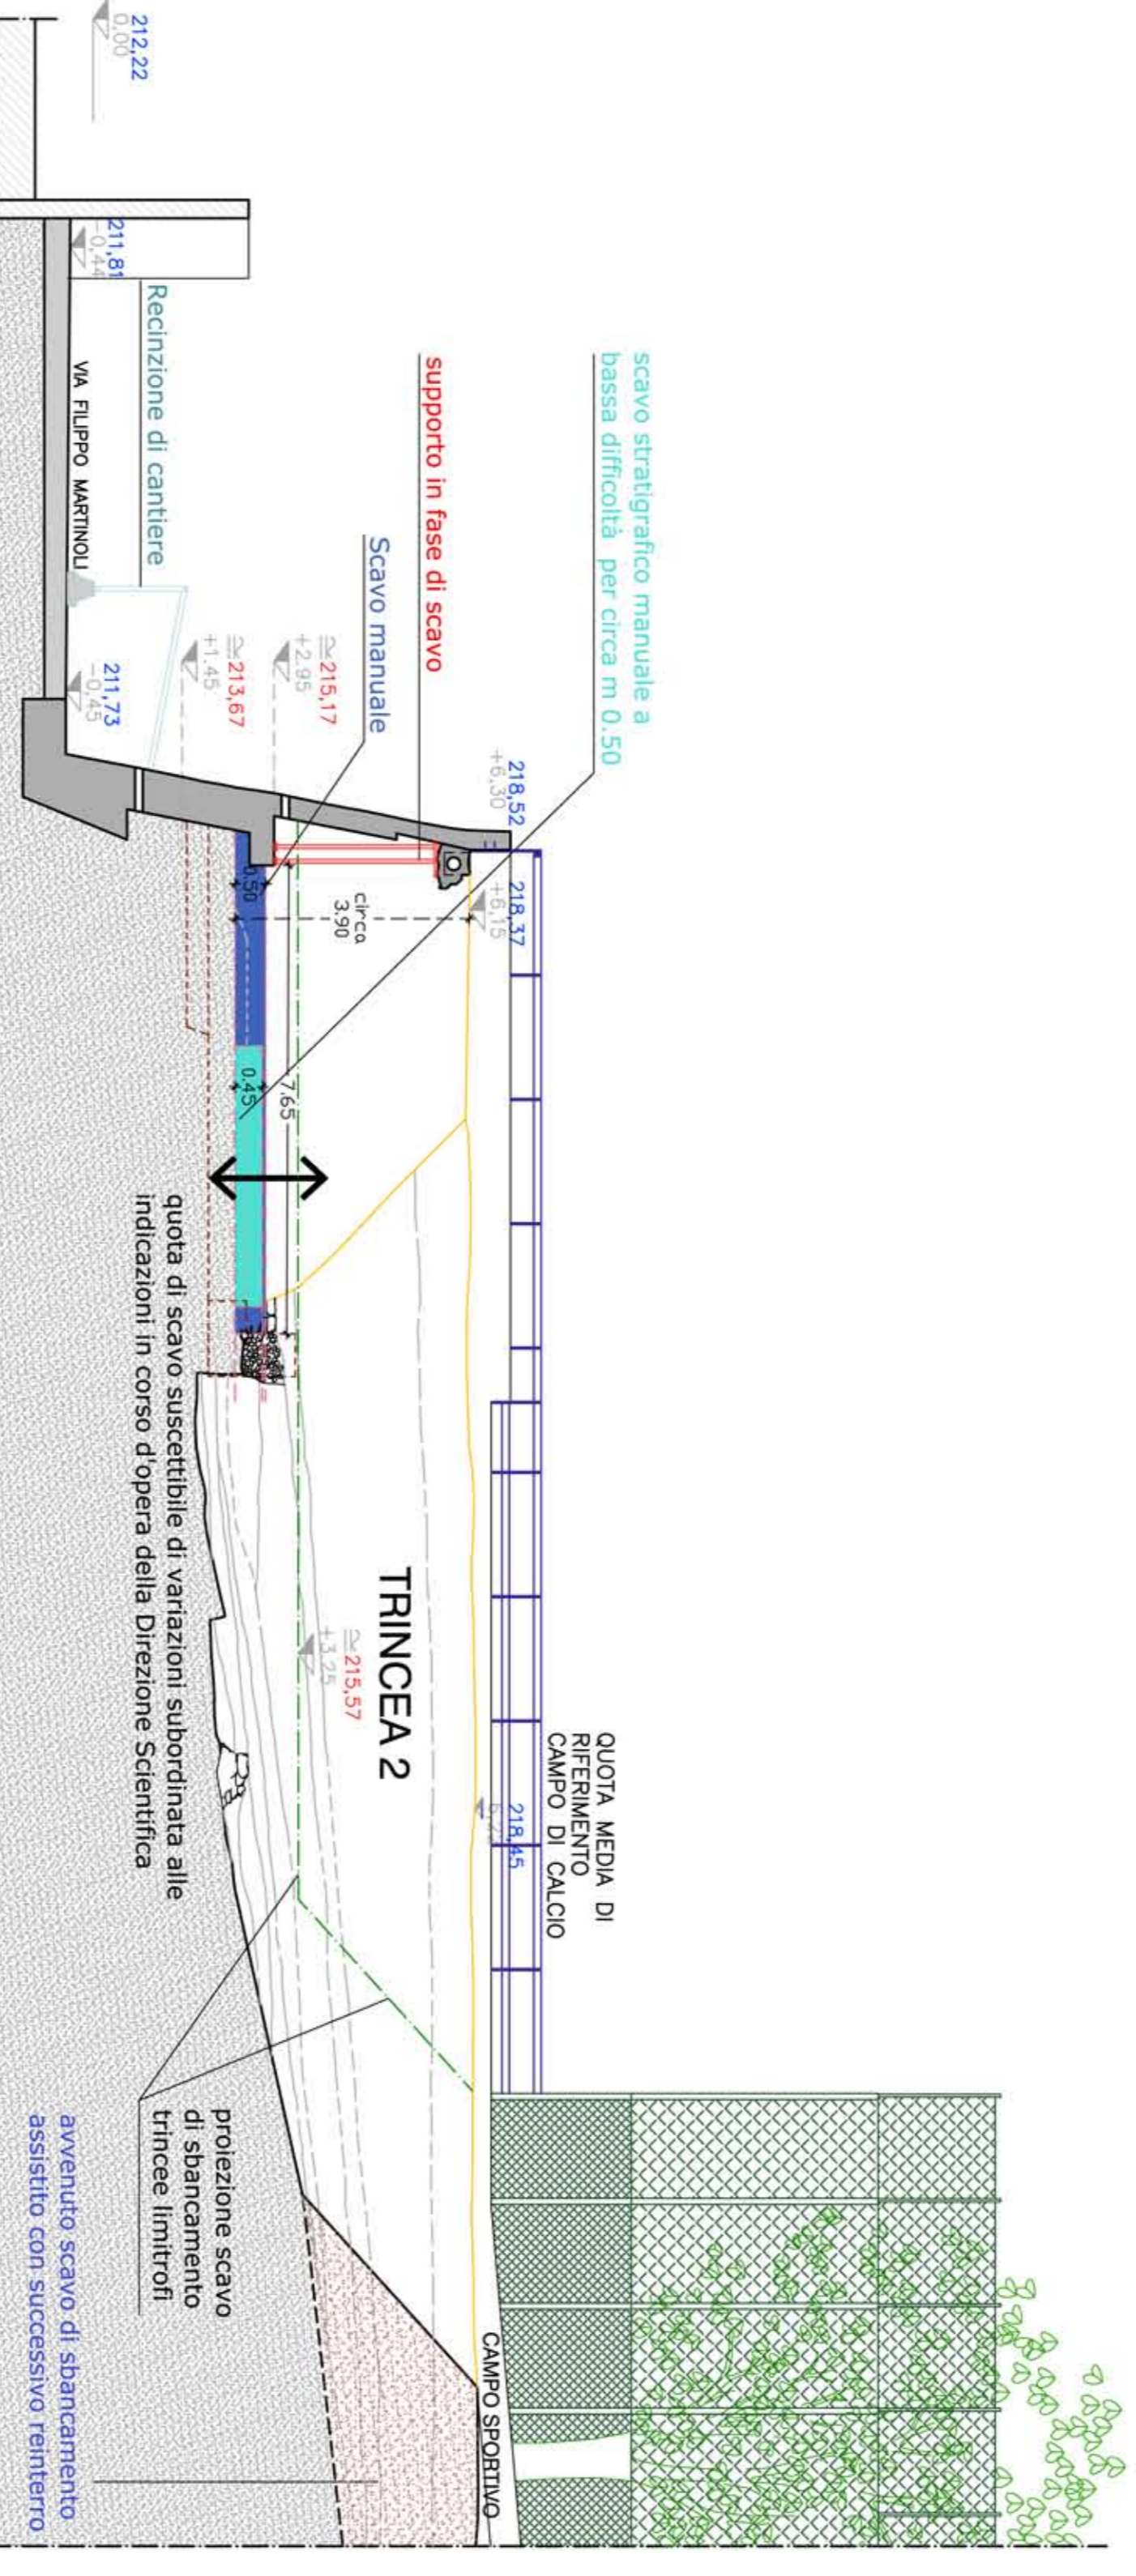 212,22
0,00
211,81
-0,44
Recinzione di cantiere
VIA FILIPPO MARTINOLI
211,73
-0,45
scavo stratigrafico manuale a
bassa difficoltà per circa m 0.50
supporto in fase di scavo
Scavo manuale
≅215,17
+2.95
≅213,67
+1.45
218,52
+6,30
218,37
+6,15
circa
3.90
0.50
0.45
7.65
quota di scavo suscettibile di variazioni subordinata alle
indicazioni in corso d'opera della Direzione Scientifica
TRINCEA 2
≅215,57
+3.25
QUOTA MEDIA DI
RIFERIMENTO
CAMPO DI CALCIO
218,45
proiezione scavo
di sbancamento
trincee limitrofi
CAMPO SPORTIVO
avvenuto scavo di sbancamento
assistito con successivo reinterro